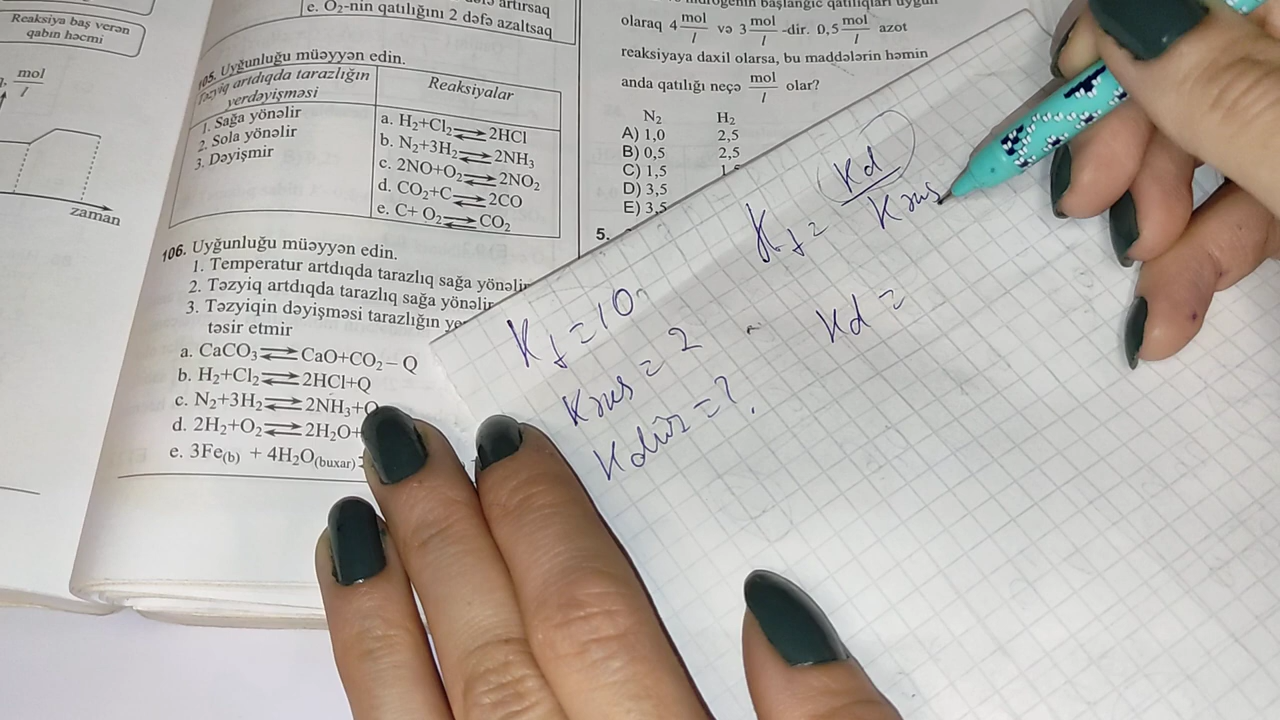 Reaksiya baş verən
qabın həcmi
mol
l
zaman
artırsaq
e. O₂-nin qatılığını 2 dəfə azaltsaq
105. Uyğunluğu müəyyən edin.
Təzyiq artdıqda tarazlığın yerdəyişməsi
Reaksiyalar
1. Sağa yönəlir
2. Sola yönəlir
3. Dəyişmir
a. H₂+Cl₂⇄2HCl
b. N₂+3H₂⇄2NH₃
c. 2NO+O₂⇄2NO₂
d. CO₂+C⇄2CO
e. C+ O₂⇄CO₂
106. Uyğunluğu müəyyən edin.
1. Temperatur artdıqda tarazlıq sağa yönəlir
2. Təzyiq artdıqda tarazlıq sağa yönəlir
3. Təzyiqin dəyişməsi tarazlığın
təsir etmir
a. CaCO₃⇄CaO+CO₂ – Q
b. H₂+Cl₂⇄2HCl+Q
c. N₂+3H₂⇄2NH₃+Q
d. 2H₂+O₂⇄2H₂O+
e. 3Fe(b) + 4H₂O(buxar)
başlanğıc qatılıqları uyğun
olaraq 4 mol/l və 3 mol/l -dir. 0,5 mol/l azot
reaksiyaya daxil olarsa, bu maddələrin həmin
anda qatılığı neçə mol/l olar?
N₂ H₂
A) 1,0 2,5
B) 0,5 2,5
C) 1,5
D) 3,5
E) 3,5
5.
Kt = Kd/Kəus
Kt = 10
Kəus = 2
Kdüz = ?
Kd =